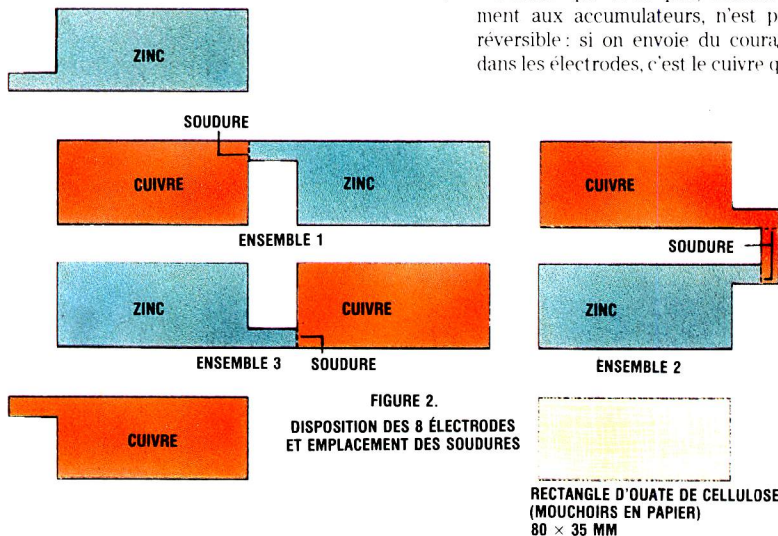 ment aux accumulateurs, n'est p
réversible : si on envoie du coura
dans les électrodes, c'est le cuivre q
ZINC
SOUDURE
CUIVRE
ZINC
ENSEMBLE 1
CUIVRE
SOUDURE
ZINC
CUIVRE
ZINC
ENSEMBLE 3
SOUDURE
ENSEMBLE 2
CUIVRE
FIGURE 2.
DISPOSITION DES 8 ÉLECTRODES
ET EMPLACEMENT DES SOUDURES
RECTANGLE D'OUATE DE CELLULOSE
(MOUCHOIRS EN PAPIER)
80 × 35 MM